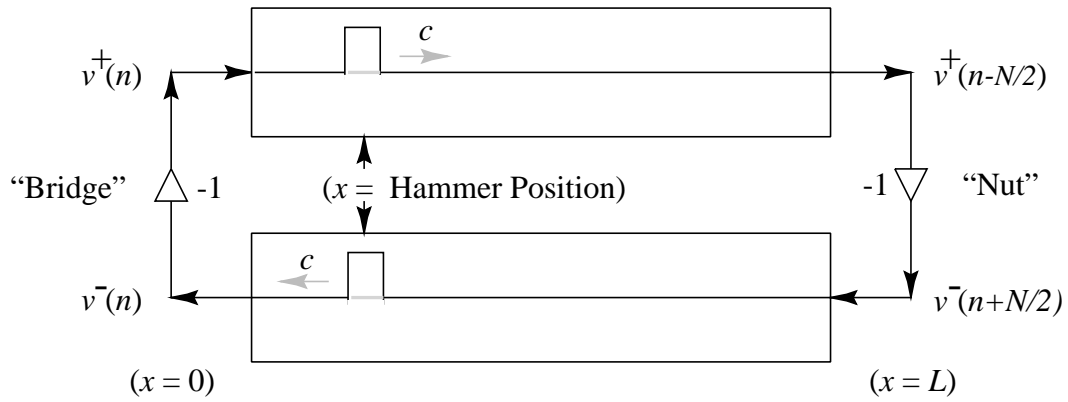 c
v+(n)
v+(n-N/2)
“Bridge”
-1
(x = Hammer Position)
-1
“Nut”
c
v-(n)
v-(n+N/2)
(x = 0)
(x = L)